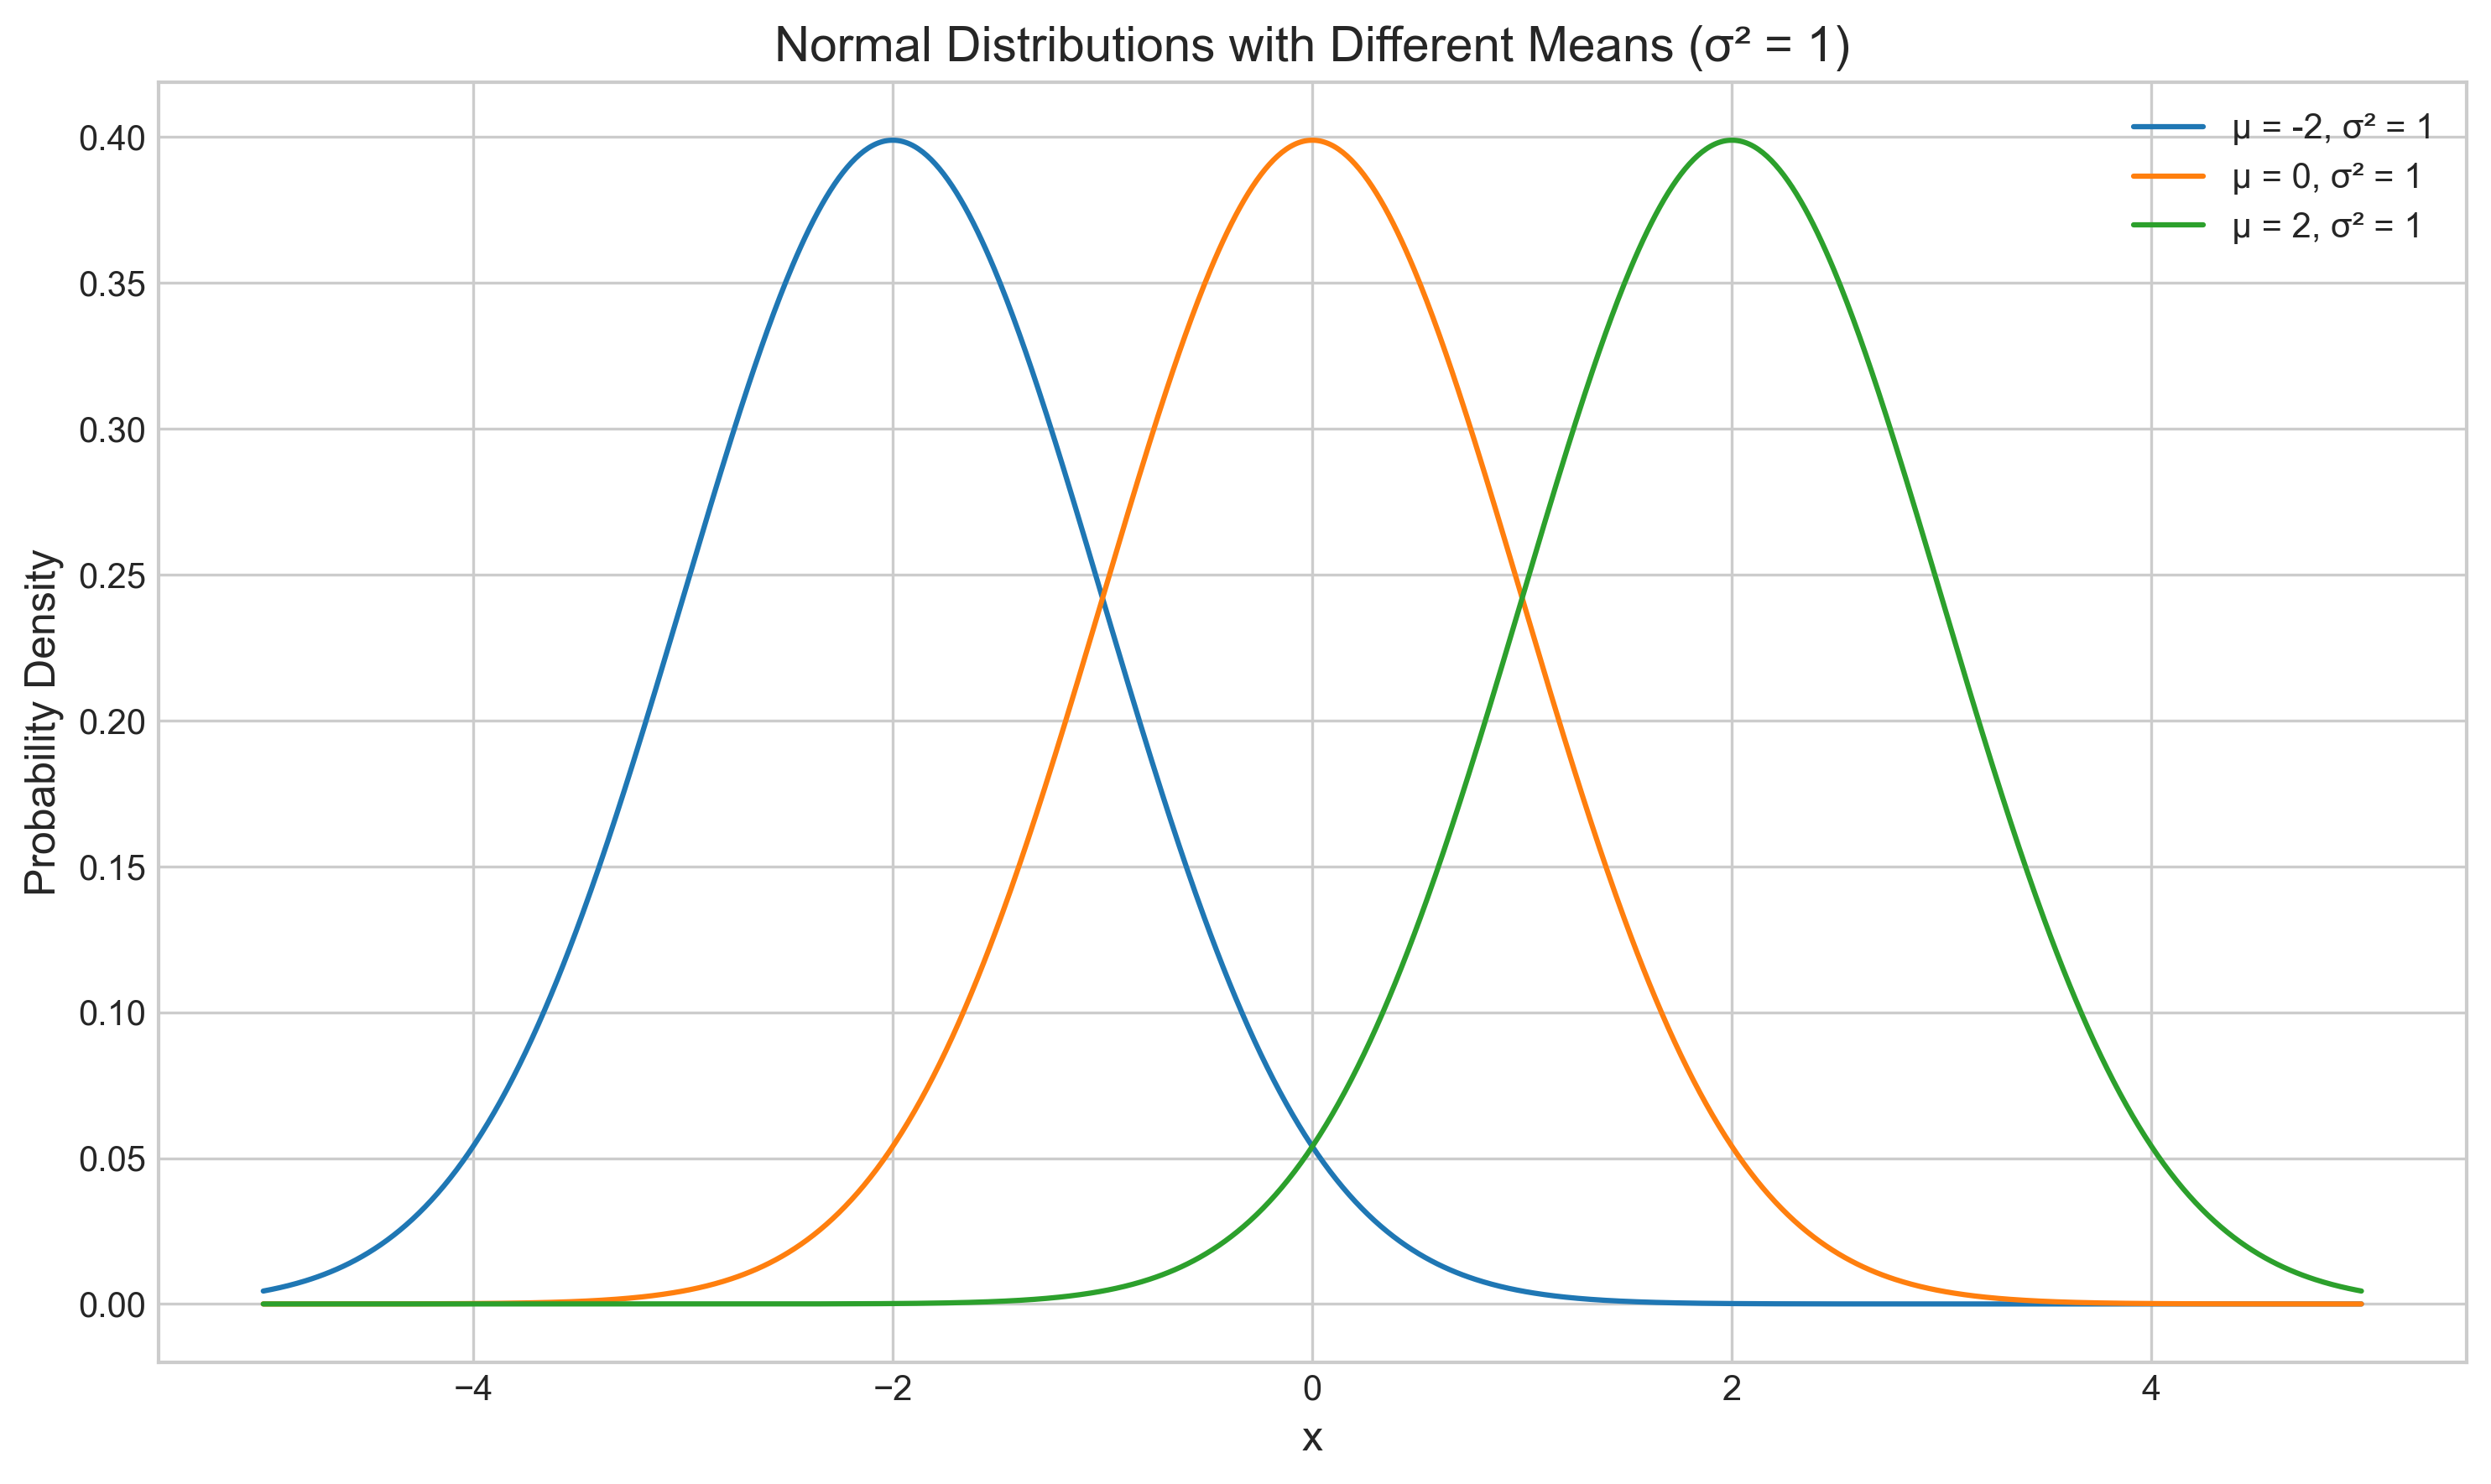 Normal Distributions with Different Means (σ² = 1)
μ = -2, σ² = 1
μ = 0, σ² = 1
μ = 2, σ² = 1
Probability Density
0.40
0.35
0.30
0.25
0.20
0.15
0.10
0.05
0.00
−4
−2
0
2
4
x